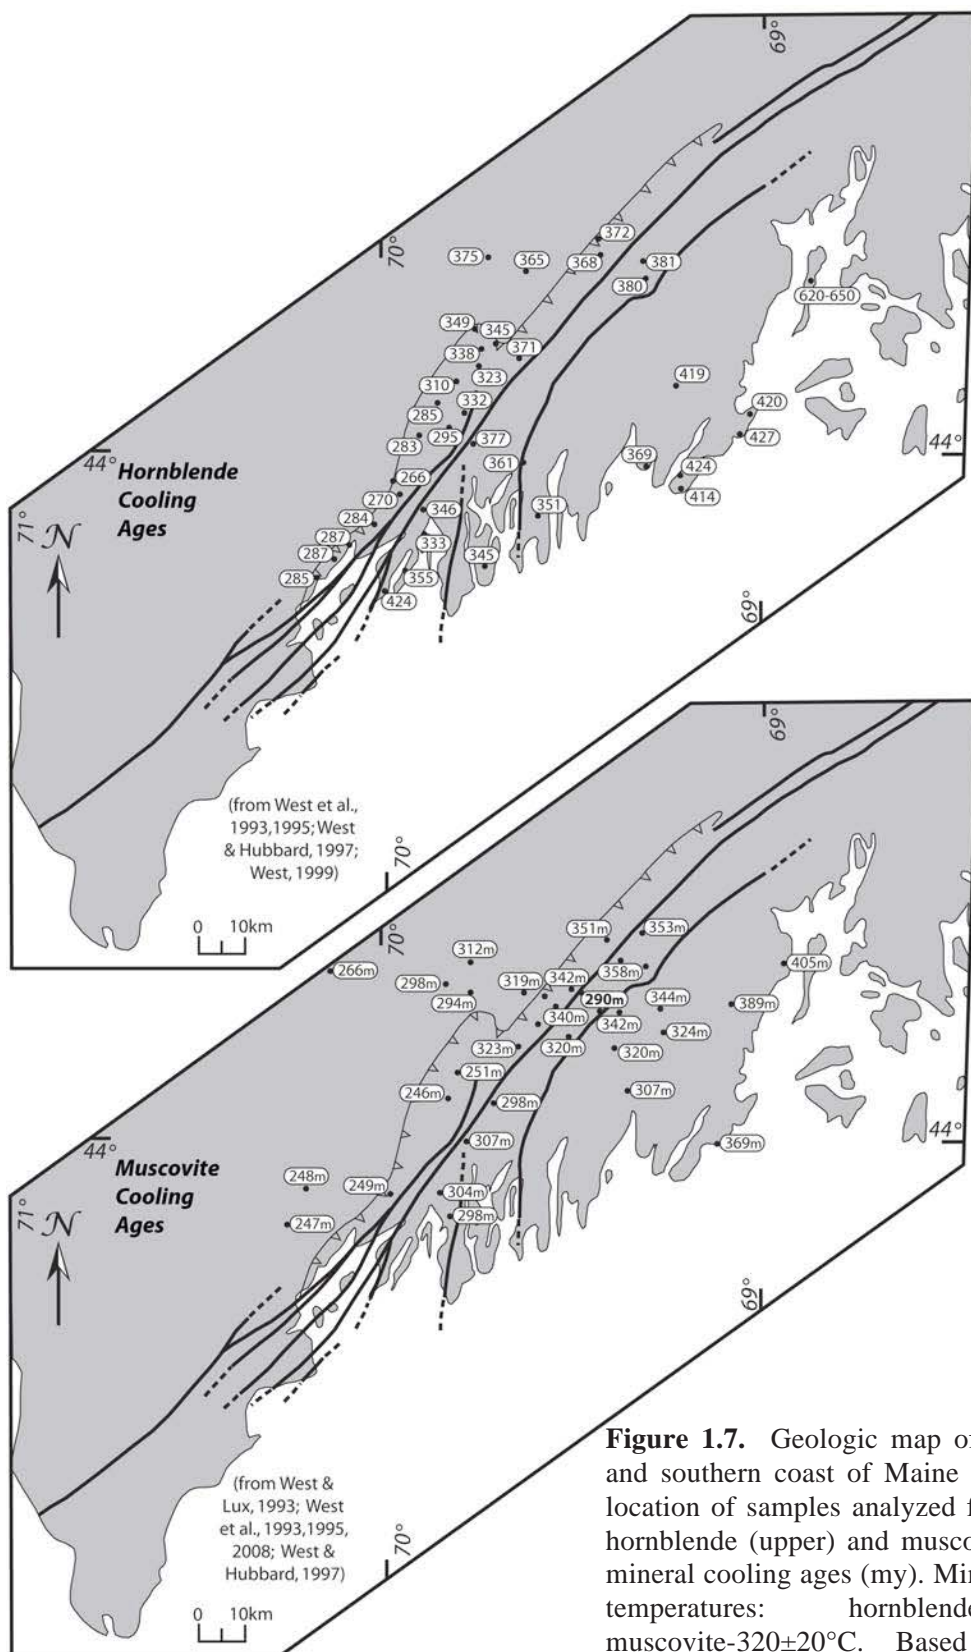 69°
70°
372
375
365
368
381
380
620-650
349
345
338
371
323
310
419
332
285
420
295
283
377
427
44°
44°
Hornblende
Cooling
Ages
361
369
266
424
270
414
71°
346
351
284
N
287
333
287
345
285
355
424
69°
(from West et al.,
1993,1995; West
& Hubbard, 1997;
West, 1999)
70°
0 10km
69°
70°
351m
353m
312m
266m
298m
319m
342m
358m
405m
294m
290m
344m
389m
340m
342m
324m
323m
320m
320m
251m
246m
307m
298m
44°
44°
307m
369m
Muscovite
Cooling
Ages
248m
249m
304m
71°
298m
247m
N
69°
(from West &
Lux, 1993; West
et al., 1993,1995,
2008; West &
Hubbard, 1997)
70°
0 10km
Figure 1.7. Geologic map of
and southern coast of Maine
location of samples analyzed
hornblende (upper) and
mineral cooling ages (my).
temperatures:
muscovite-320±20°C. Based